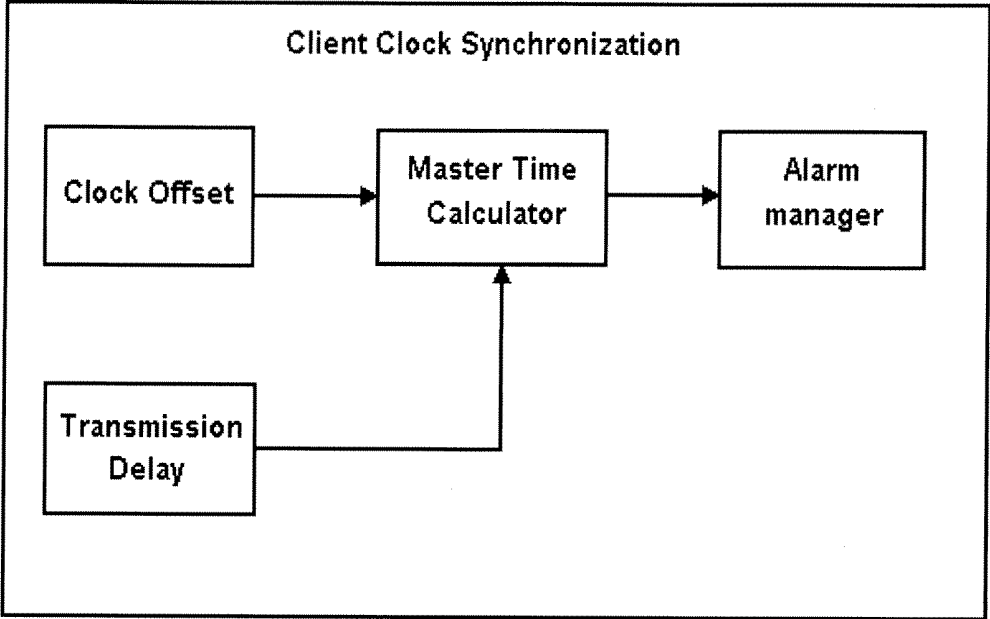 Client Clock Synchronization
Clock Offset
Master Time
Calculator
Alarm
manager
Transmission
Delay